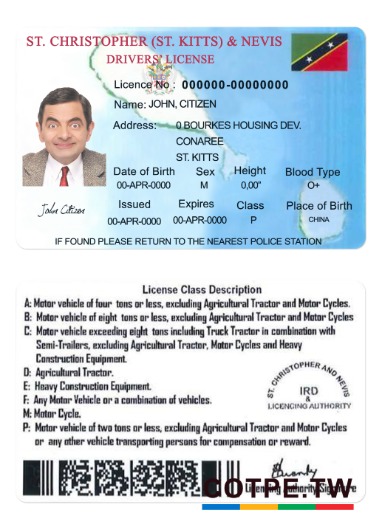 ST. CHRISTOPHER (ST. KITTS) & NEVIS
DRIVERS' LICENSE
Licence No : 000000-00000000
Name: JOHN, CITIZEN
Address: 0 BOURKES HOUSING DEV.
CONAREE
ST. KITTS
Date of Birth Sex Height Blood Type
00-APR-0000 M 0,00" O+
Issued Expires Class Place of Birth
00-APR-0000 00-APR-0000 P CHINA
John Citizen
IF FOUND PLEASE RETURN TO THE NEAREST POLICE STATION
License Class Description
A: Motor vehicle of four tons or less, excluding Agricultural Tractor and Motor Cycles.
B: Motor vehicle of eight tons or less, excluding Agricultural Tractor and Motor Cycles
C: Motor vehicle exceeding eight tons including Truck Tractor in combination with
Semi-Trailers, excluding Agricultural Tractor, Motor Cycles and Heavy
Construction Equipment.
D: Agricultural Tractor.
E: Heavy Construction Equipment.
F: Any Motor Vehicle or a combination of vehicles.
M: Motor Cycle.
P: Motor vehicle of two tons or less, excluding Agricultural Tractor and Motor Cycles
or any other vehicle transporting persons for compensation or reward.
ST. CHRISTOPHER AND NEVIS
IRD
&
LICENCING AUTHORITY
Licencing Authority Signature
GOTPE.TW